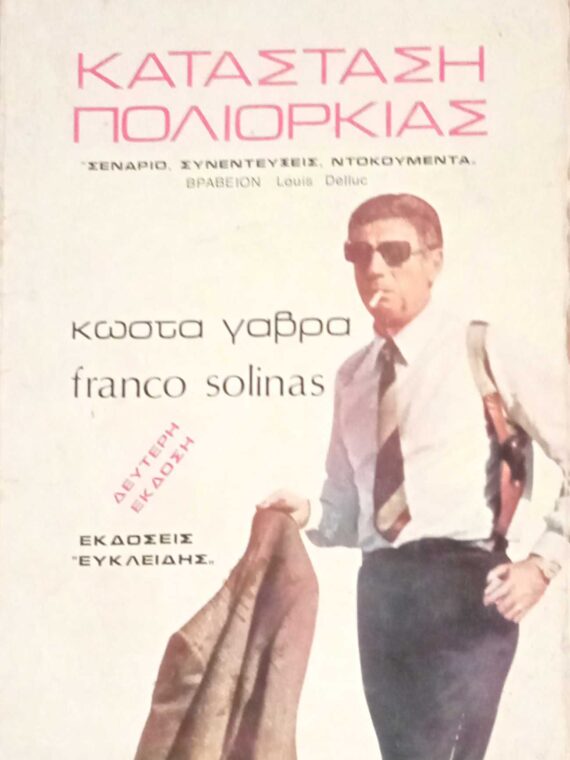 ΚΑΤΑΣΤΑΣΗ
ΠΟΛΙΟΡΚΙΑΣ
"ΣΕΝΑΡΙΟ, ΣΥΝΕΝΤΕΥΞΕΙΣ, ΝΤΟΚΟΥΜΕΝΤΑ„
ΒΡΑΒΕΙΟΝ Louis Delluc
κωστα γαβρα
franco solinas
ΔΕΥΤΕΡΗ
ΕΚΔΟΣΗ
ΕΚΔΟΣΕΙΣ
"ΕΥΚΛΕΙΔΗΣ„